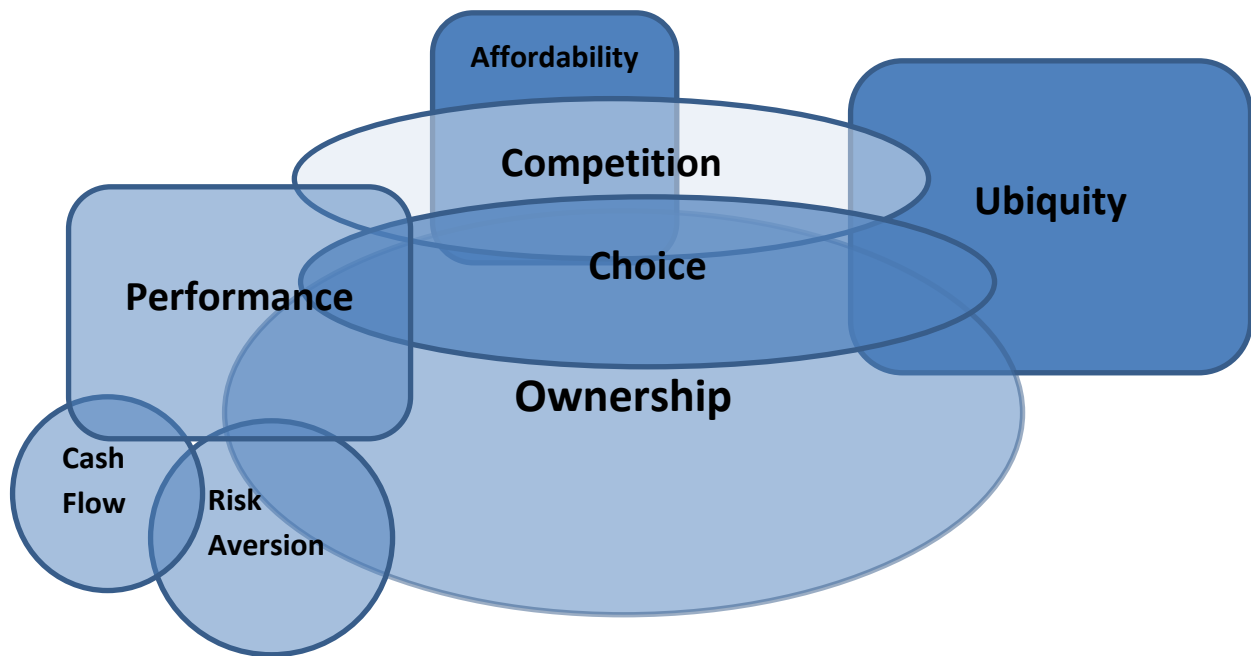 Affordability
Competition
Ubiquity
Choice
Performance
Ownership
Cash
Flow
Risk
Aversion